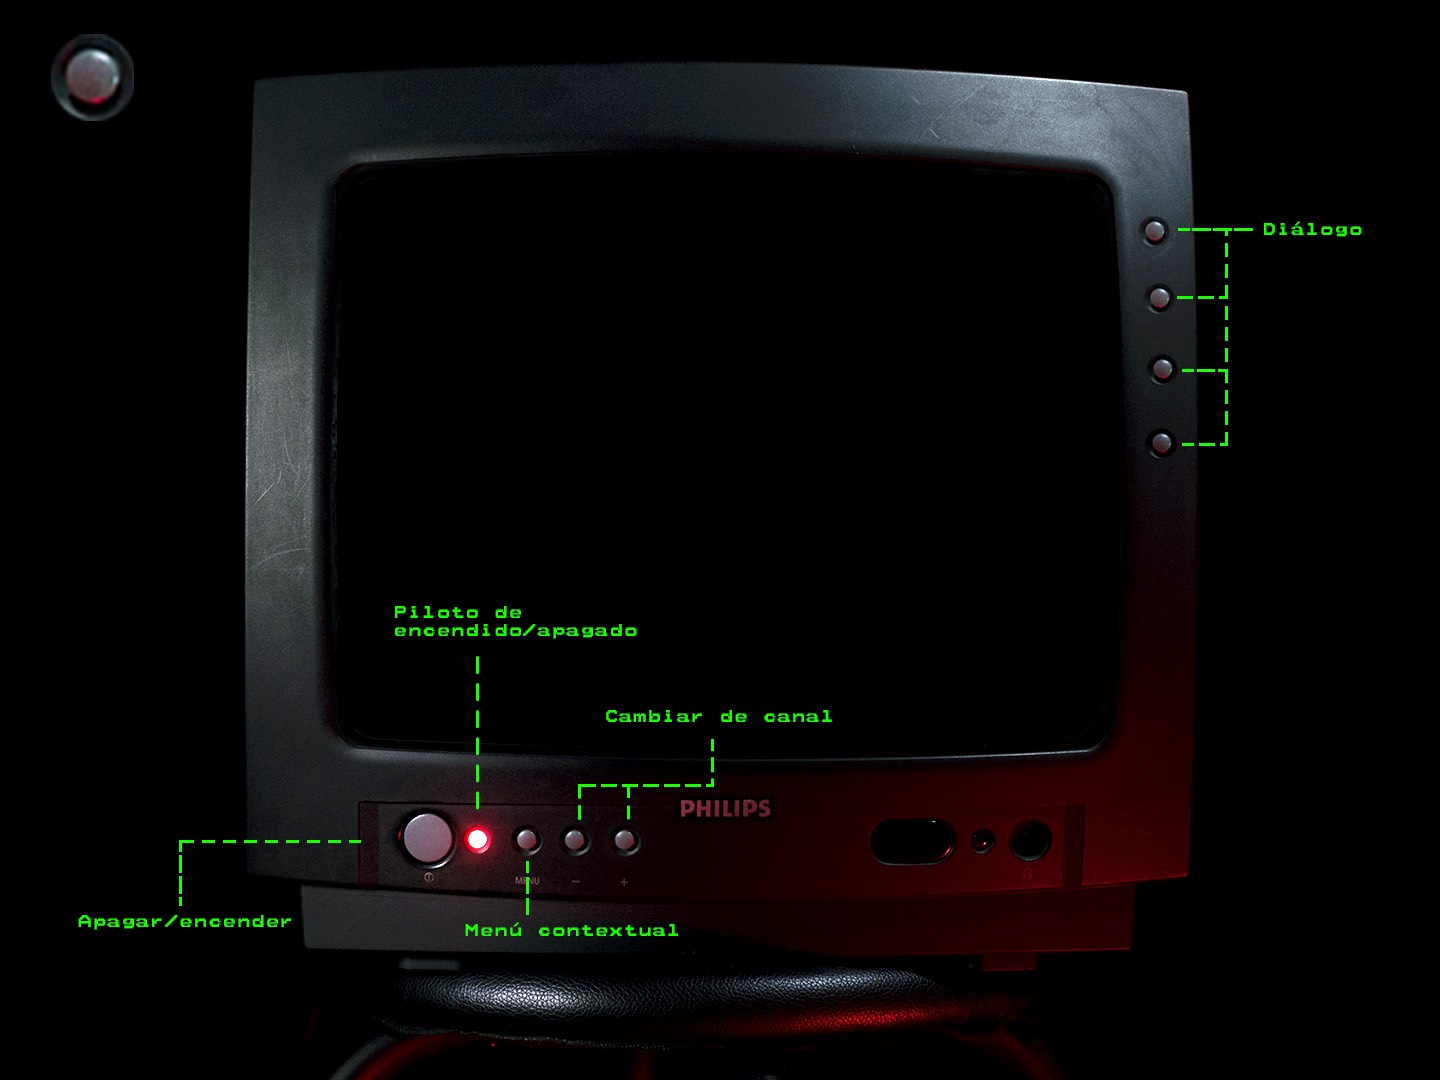 Diálogo
Piloto de
encendido/apagado
Cambiar de canal
PHILIPS
MENU
Apagar/encender
Menú contextual